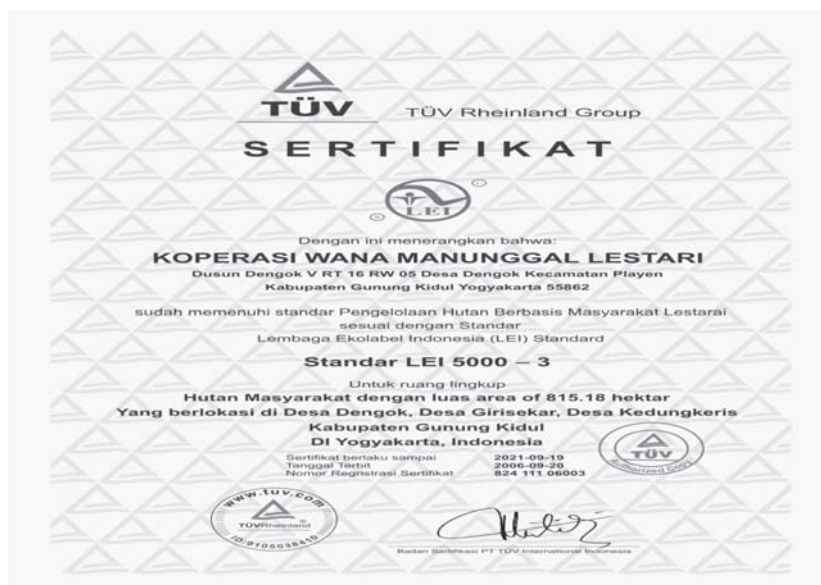 TÜV
TÜV Rheinland Group
SERTIFIKAT
LEI
Dengan ini menerangkan bahwa:
KOPERASI WANA MANUNGGAL LESTARI
Dusun Dengok V RT 16 RW 05 Desa Dengok Kecamatan Playen
Kabupaten Gunung Kidul Yogyakarta 55862
sudah memenuhi standar Pengelolaan Hutan Berbasis Masyarakat Lestarai
sesuai dengan Standar
Lembaga Ekolabel Indonesia (LEI) Standard
Standar LEI 5000 – 3
Untuk ruang lingkup
Hutan Masyarakat dengan luas area of 815.18 hektar
Yang berlokasi di Desa Dengok, Desa Girisekar, Desa Kedungkeris
Kabupaten Gunung Kidul
DI Yogyakarta, Indonesia
Sertifikat berlaku sampai 2021-09-19
Tanggal Terbit 2006-09-20
Nomor Regristrasi Sertifikat 824 111 06003
TÜV
Authorized Copy
www.tuv.com
TÜVRheinland
ID:9105038410
Badan Sertifikasi PT TÜV International Indonesia